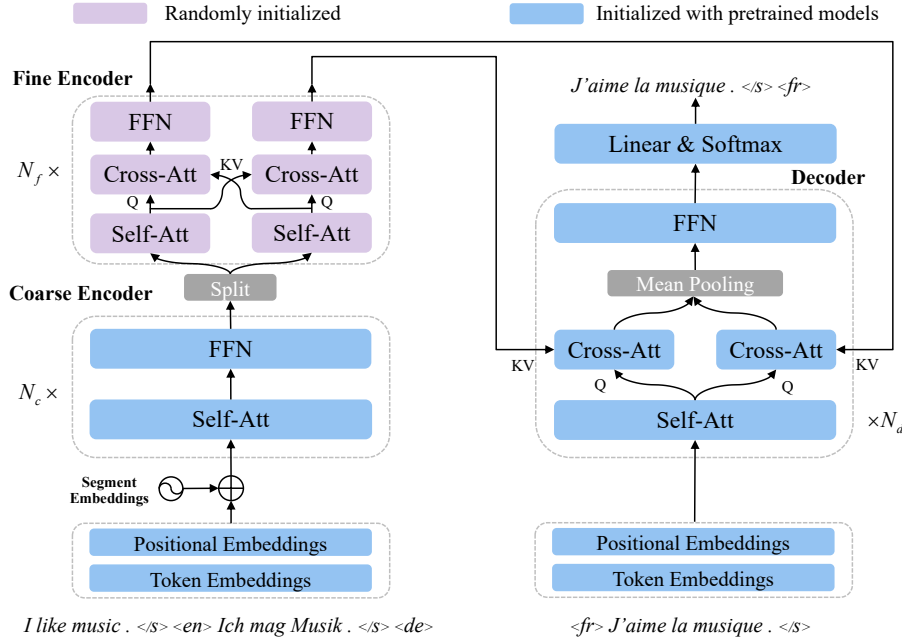 Randomly initialized
Initialized with pretrained models
Fine Encoder
FFN
FFN
N_f ×
Cross-Att
KV
Cross-Att
Q
Q
Self-Att
Self-Att
Split
Coarse Encoder
FFN
N_c ×
Self-Att
Segment
Embeddings
Positional Embeddings
Token Embeddings
I like music . </s> <en> Ich mag Musik . </s> <de>
J'aime la musique . </s> <fr>
Linear & Softmax
Decoder
FFN
Mean Pooling
Cross-Att
Cross-Att
KV
KV
Q
Q
Self-Att
×N_d
Positional Embeddings
Token Embeddings
<fr> J'aime la musique . </s>